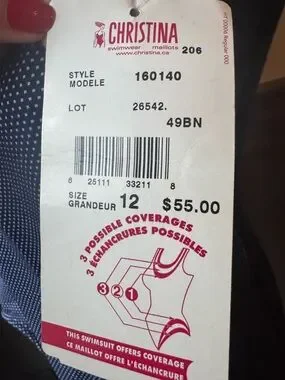 CHRISTINA
swimwear maillots
www.christina.ca
206
STYLE
MODELE 160140
LOT 26542.
49BN
8 25111 33211 8
SIZE
GRANDEUR 12 $55.00
3 POSSIBLE COVERAGES
3 ÉCHANCRURES POSSIBLES
3 2 1
THIS SWIMSUIT OFFERS COVERAGE
CE MAILLOT OFFRE L'ÉCHANCRURE